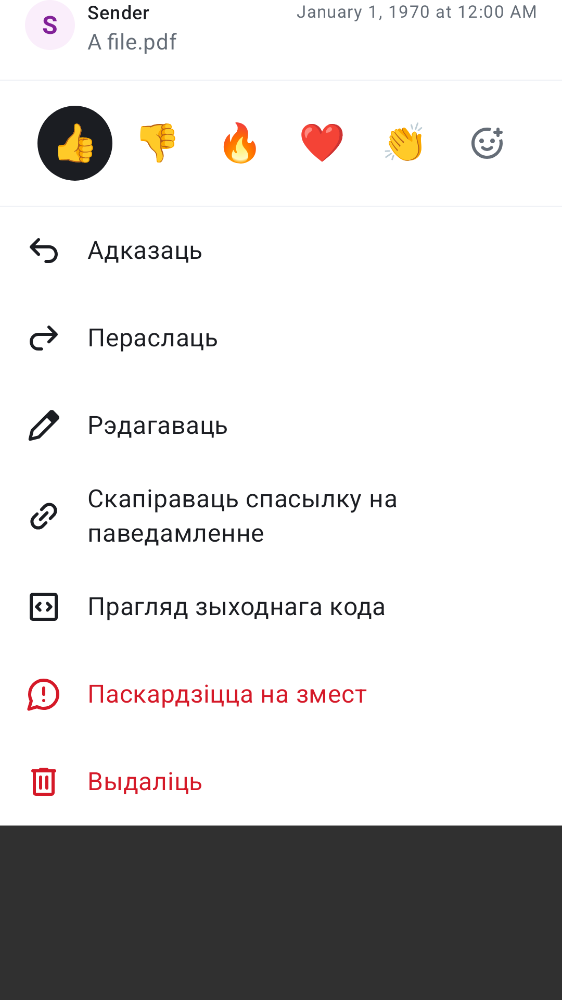 S
Sender
January 1, 1970 at 12:00 AM
A file.pdf
Адказаць
Пераслаць
Рэдагаваць
Скапіраваць спасылку на
паведамленне
Прагляд зыходнага кода
Паскардзіцца на змест
Выдаліць